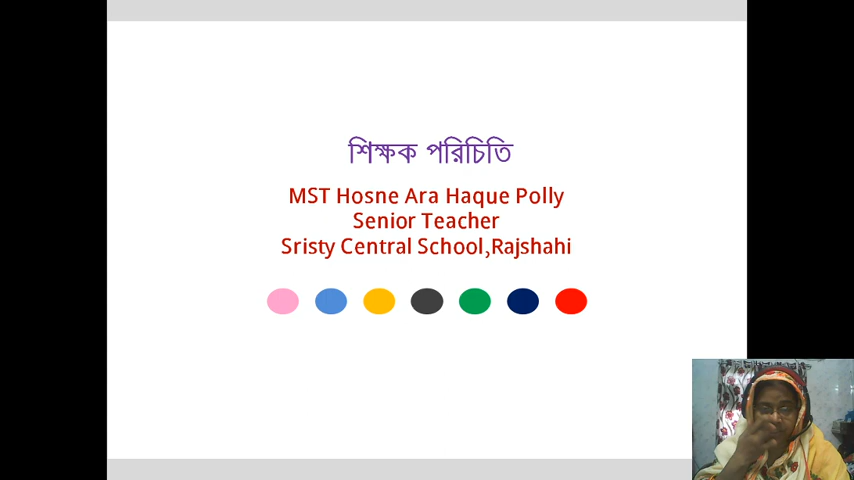 শিক্ষক পরিচিতি
MST Hosne Ara Haque Polly
Senior Teacher
Sristy Central School,Rajshahi